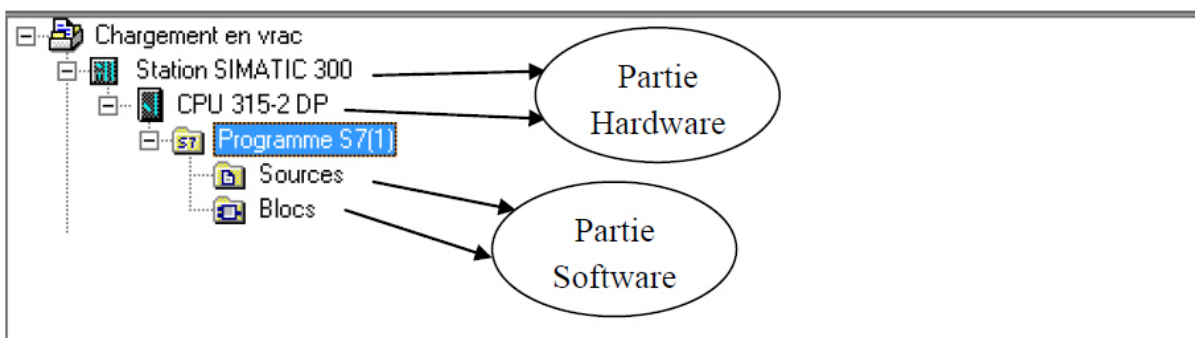 Chargement en vrac
Station SIMATIC 300
CPU 315-2 DP
S7
Programme S7(1)
Sources
Blocs
Partie
Hardware
Partie
Software